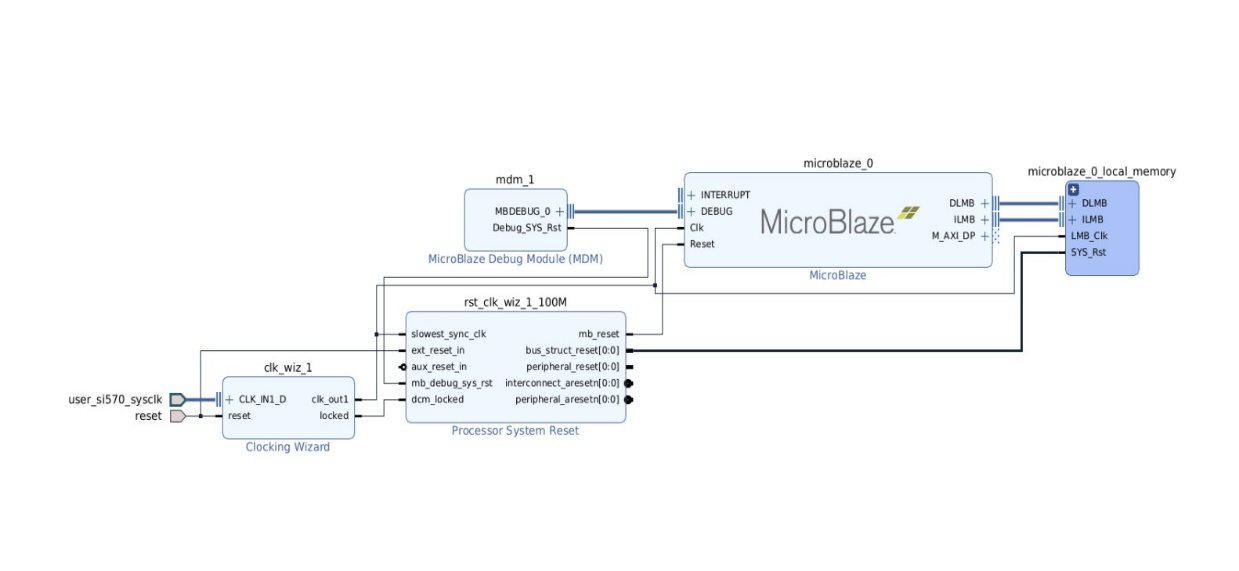 microblaze_0
microblaze_0_local_memory
mdm_1
INTERRUPT
MBDEBUG_0
DEBUG
MicroBlaze
DLMB
DLMB
Debug_SYS_Rst
Clk
ILMB
ILMB
Reset
M_AXI_DP
LMB_Clk
SYS_Rst
MicroBlaze Debug Module (MDM)
MicroBlaze
rst_clk_wiz_1_100M
slowest_sync_clk
mb_reset
ext_reset_in
bus_struct_reset[0:0]
aux_reset_in
peripheral_reset[0:0]
mb_debug_sys_rst
interconnect_aresetn[0:0]
dcm_locked
peripheral_aresetn[0:0]
Processor System Reset
clk_wiz_1
user_si570_sysclk
CLK_IN1_D
clk_out1
reset
reset
locked
Clocking Wizard